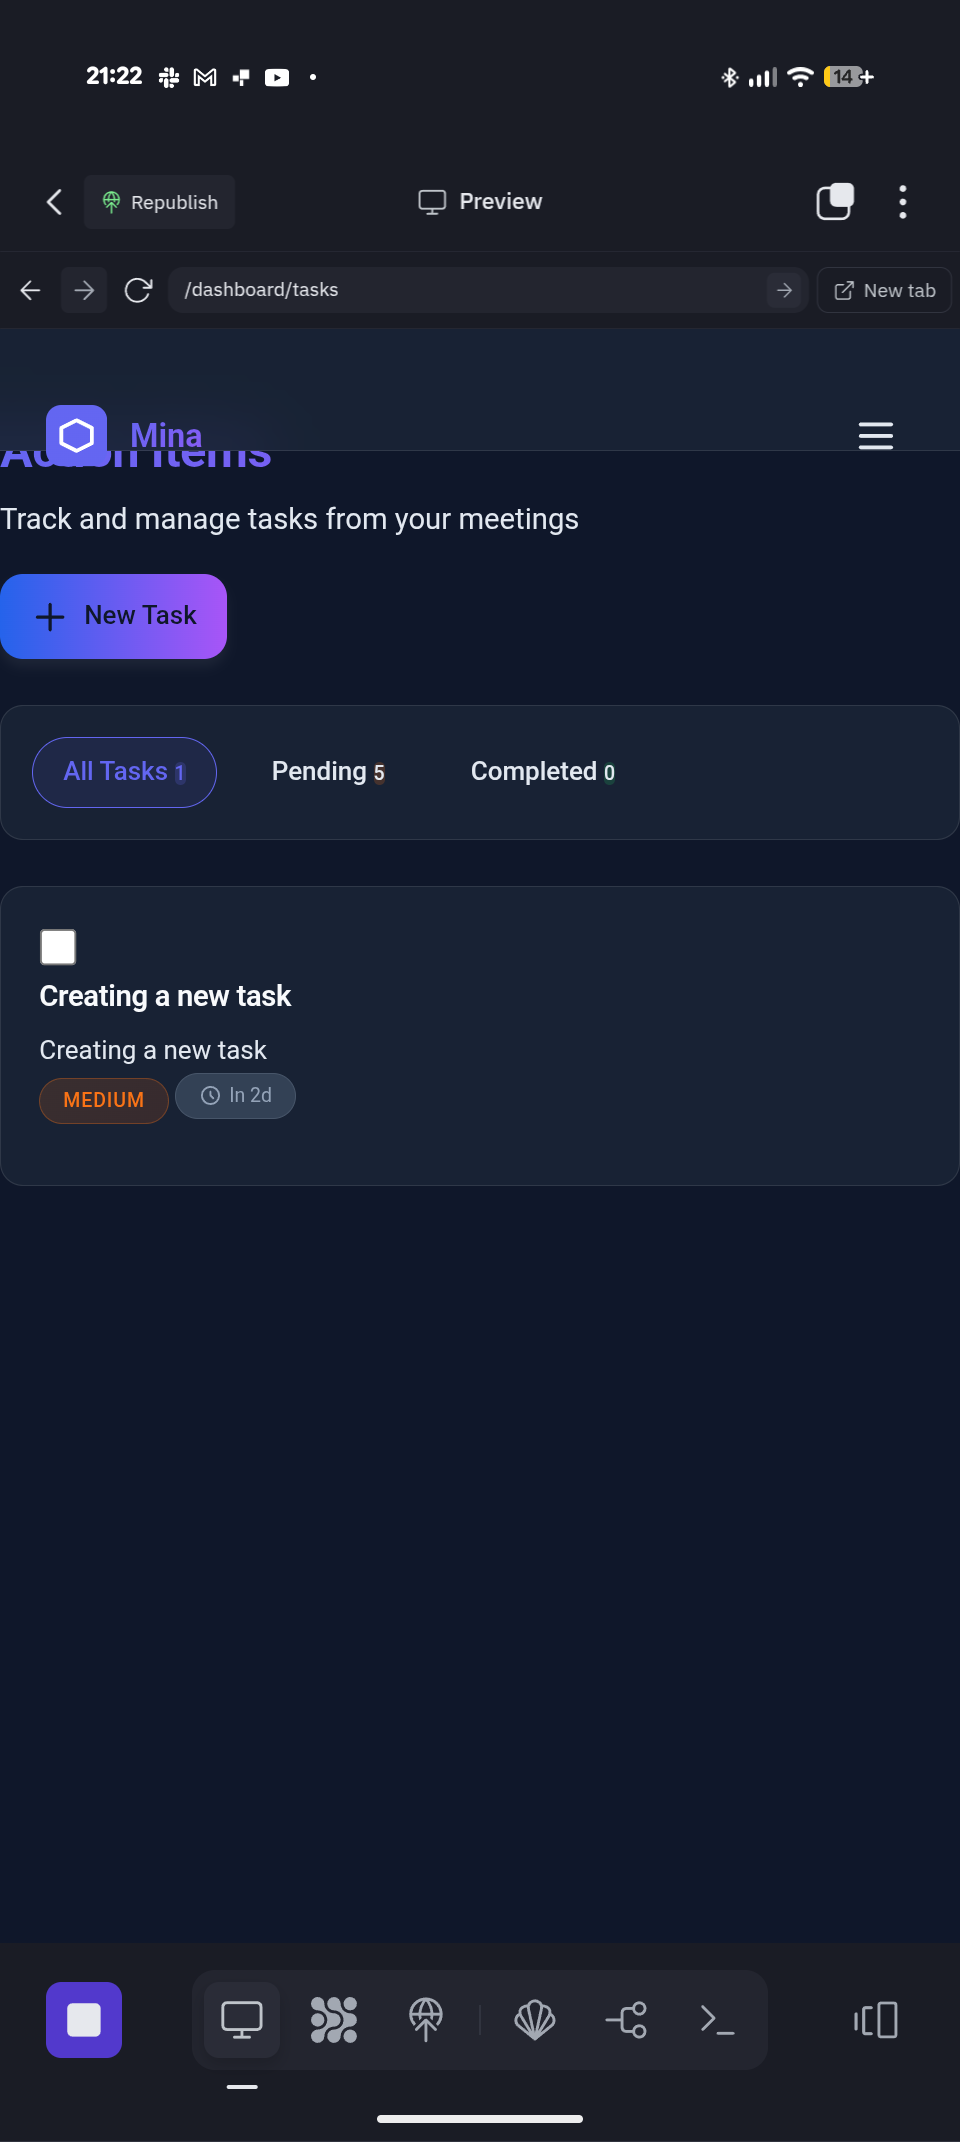 21:22
14+
Republish
Preview
/dashboard/tasks
New tab
Mina
Action Items
Track and manage tasks from your meetings
New Task
All Tasks 1
Pending 5
Completed 0
Creating a new task
Creating a new task
MEDIUM
In 2d